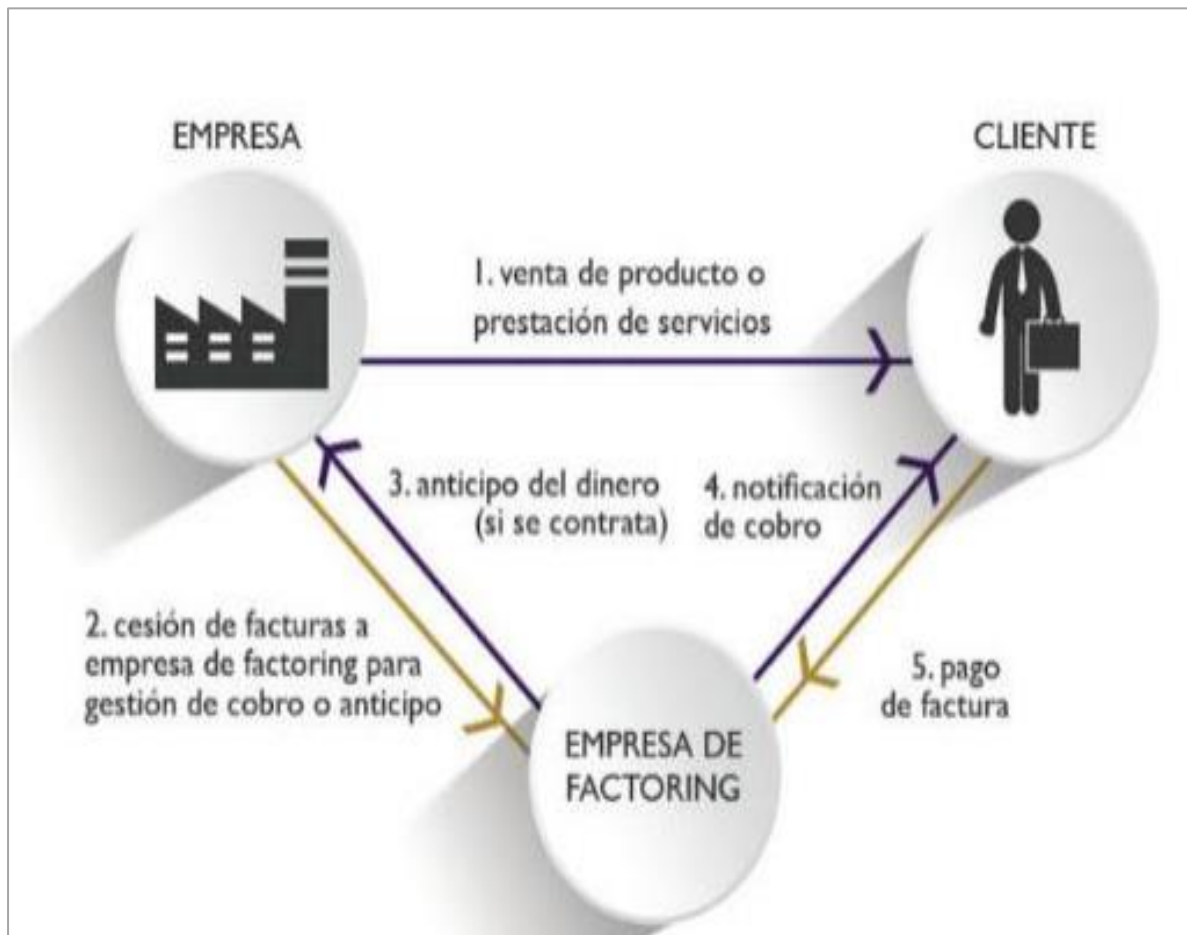 EMPRESA
CLIENTE
1. venta de producto o
prestación de servicios
3. anticipo del dinero
(si se contrata)
4. notificación
de cobro
2. cesión de facturas a
empresa de factoring para
gestión de cobro o anticipo
5. pago
de factura
EMPRESA DE
FACTORING